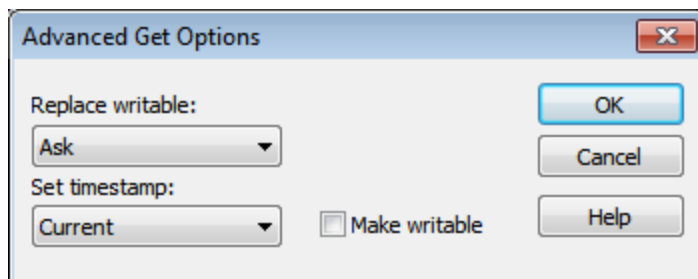 Advanced Get Options
Replace writable:
OK
Ask
Cancel
Set timestamp:
Current
Make writable
Help